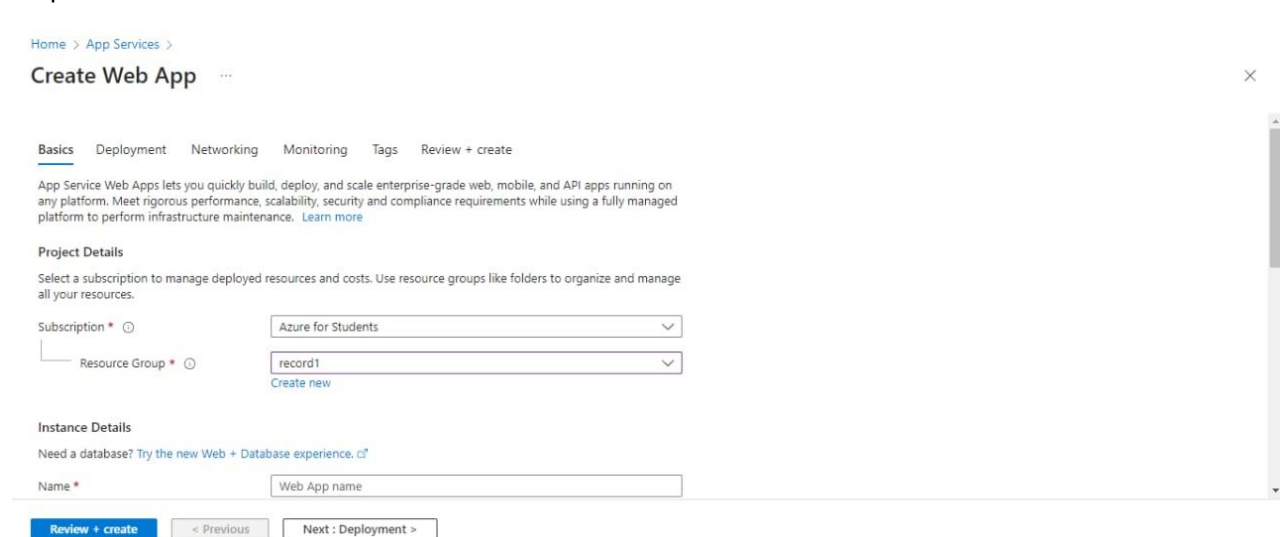 Home > App Services >
Create Web App ...
Basics Deployment Networking Monitoring Tags Review + create
App Service Web Apps lets you quickly build, deploy, and scale enterprise-grade web, mobile, and API apps running on
any platform. Meet rigorous performance, scalability, security and compliance requirements while using a fully managed
platform to perform infrastructure maintenance. Learn more
Project Details
Select a subscription to manage deployed resources and costs. Use resource groups like folders to organize and manage
all your resources.
Subscription * Azure for Students
Resource Group * record1
Create new
Instance Details
Need a database? Try the new Web + Database experience.
Name * Web App name
Review + create < Previous Next : Deployment >